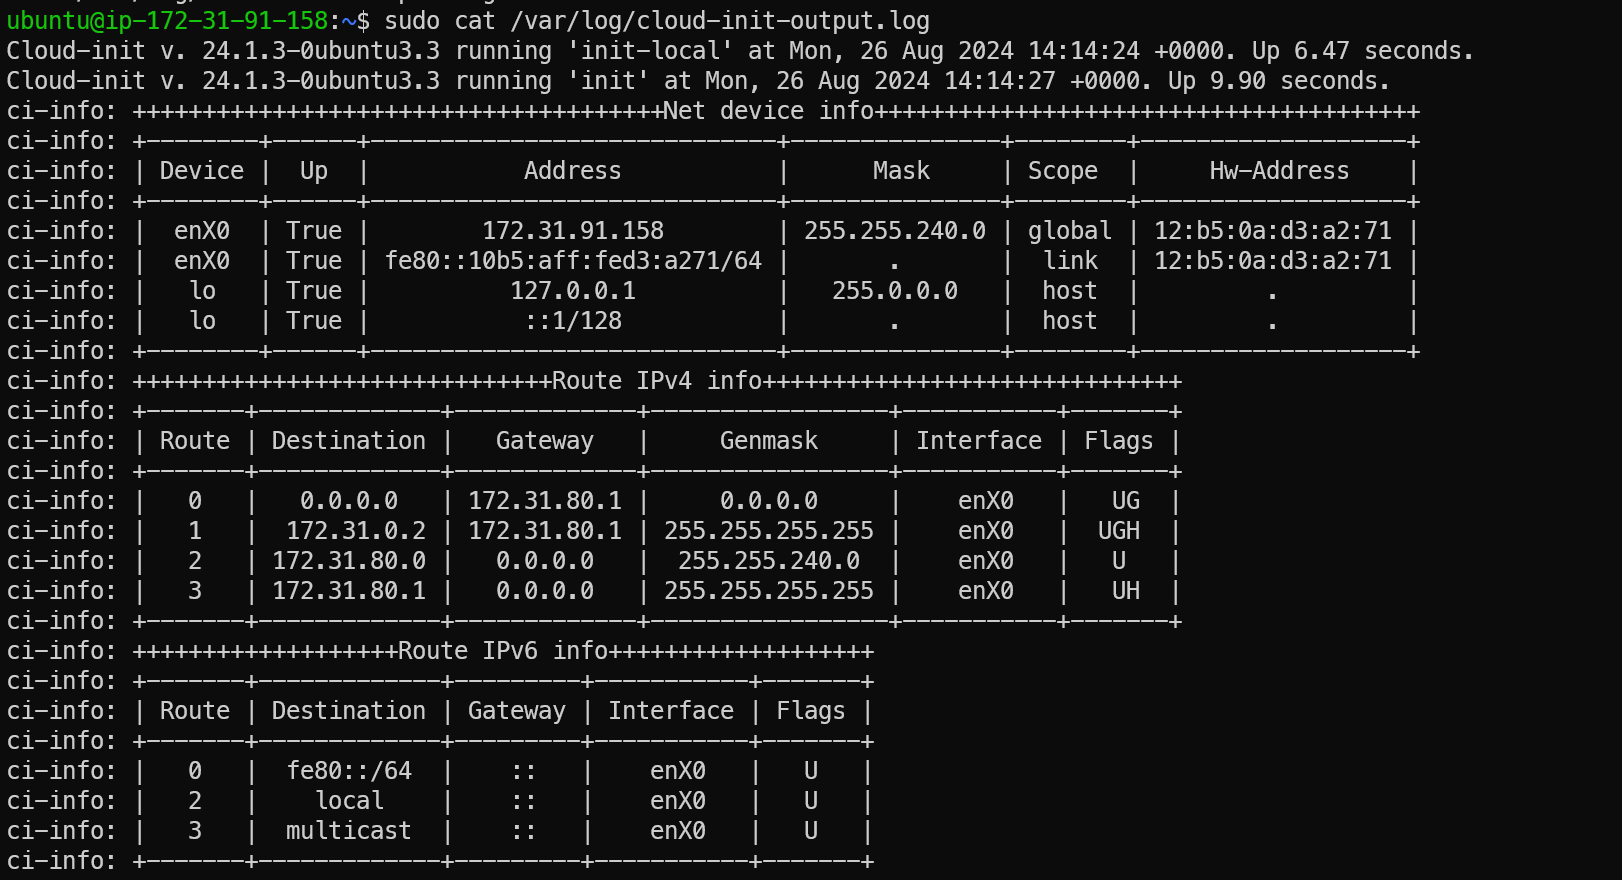 ubuntu@ip-172-31-91-158:~$ sudo cat /var/log/cloud-init-output.log
Cloud-init v. 24.1.3-0ubuntu3.3 running 'init-local' at Mon, 26 Aug 2024 14:14:24 +0000. Up 6.47 seconds.
Cloud-init v. 24.1.3-0ubuntu3.3 running 'init' at Mon, 26 Aug 2024 14:14:27 +0000. Up 9.90 seconds.
ci-info: ++++++++++++++++++++++++++++++++++++++Net device info+++++++++++++++++++++++++++++++++++++++
ci-info: +--------+------+-----------------------------+---------------+--------+-------------------+
ci-info: | Device |  Up  |           Address           |      Mask     | Scope  |     Hw-Address    |
ci-info: +--------+------+-----------------------------+---------------+--------+-------------------+
ci-info: |  enX0  | True |        172.31.91.158        | 255.255.240.0 | global | 12:b5:0a:d3:a2:71 |
ci-info: |  enX0  | True | fe80::10b5:aff:fed3:a271/64 |       .       |  link  | 12:b5:0a:d3:a2:71 |
ci-info: |   lo   | True |          127.0.0.1          |   255.0.0.0   |  host  |         .         |
ci-info: |   lo   | True |           ::1/128           |       .       |  host  |         .         |
ci-info: +--------+------+-----------------------------+---------------+--------+-------------------+
ci-info: ++++++++++++++++++++++++++++++Route IPv4 info++++++++++++++++++++++++++++++
ci-info: +-------+-------------+-------------+-----------------+-----------+-------+
ci-info: | Route | Destination |   Gateway   |     Genmask     | Interface | Flags |
ci-info: +-------+-------------+-------------+-----------------+-----------+-------+
ci-info: |   0   |   0.0.0.0   | 172.31.80.1 |     0.0.0.0     |    enX0   |   UG  |
ci-info: |   1   |  172.31.0.2 | 172.31.80.1 | 255.255.255.255 |    enX0   |  UGH  |
ci-info: |   2   | 172.31.80.0 |   0.0.0.0   |  255.255.240.0  |    enX0   |   U   |
ci-info: |   3   | 172.31.80.1 |   0.0.0.0   | 255.255.255.255 |    enX0   |   UH  |
ci-info: +-------+-------------+-------------+-----------------+-----------+-------+
ci-info: +++++++++++++++++++Route IPv6 info+++++++++++++++++++
ci-info: +-------+-------------+---------+-----------+-------+
ci-info: | Route | Destination | Gateway | Interface | Flags |
ci-info: +-------+-------------+---------+-----------+-------+
ci-info: |   0   |  fe80::/64  |    ::   |    enX0   |   U   |
ci-info: |   2   |    local    |    ::   |    enX0   |   U   |
ci-info: |   3   |  multicast  |    ::   |    enX0   |   U   |
ci-info: +-------+-------------+---------+-----------+-------+